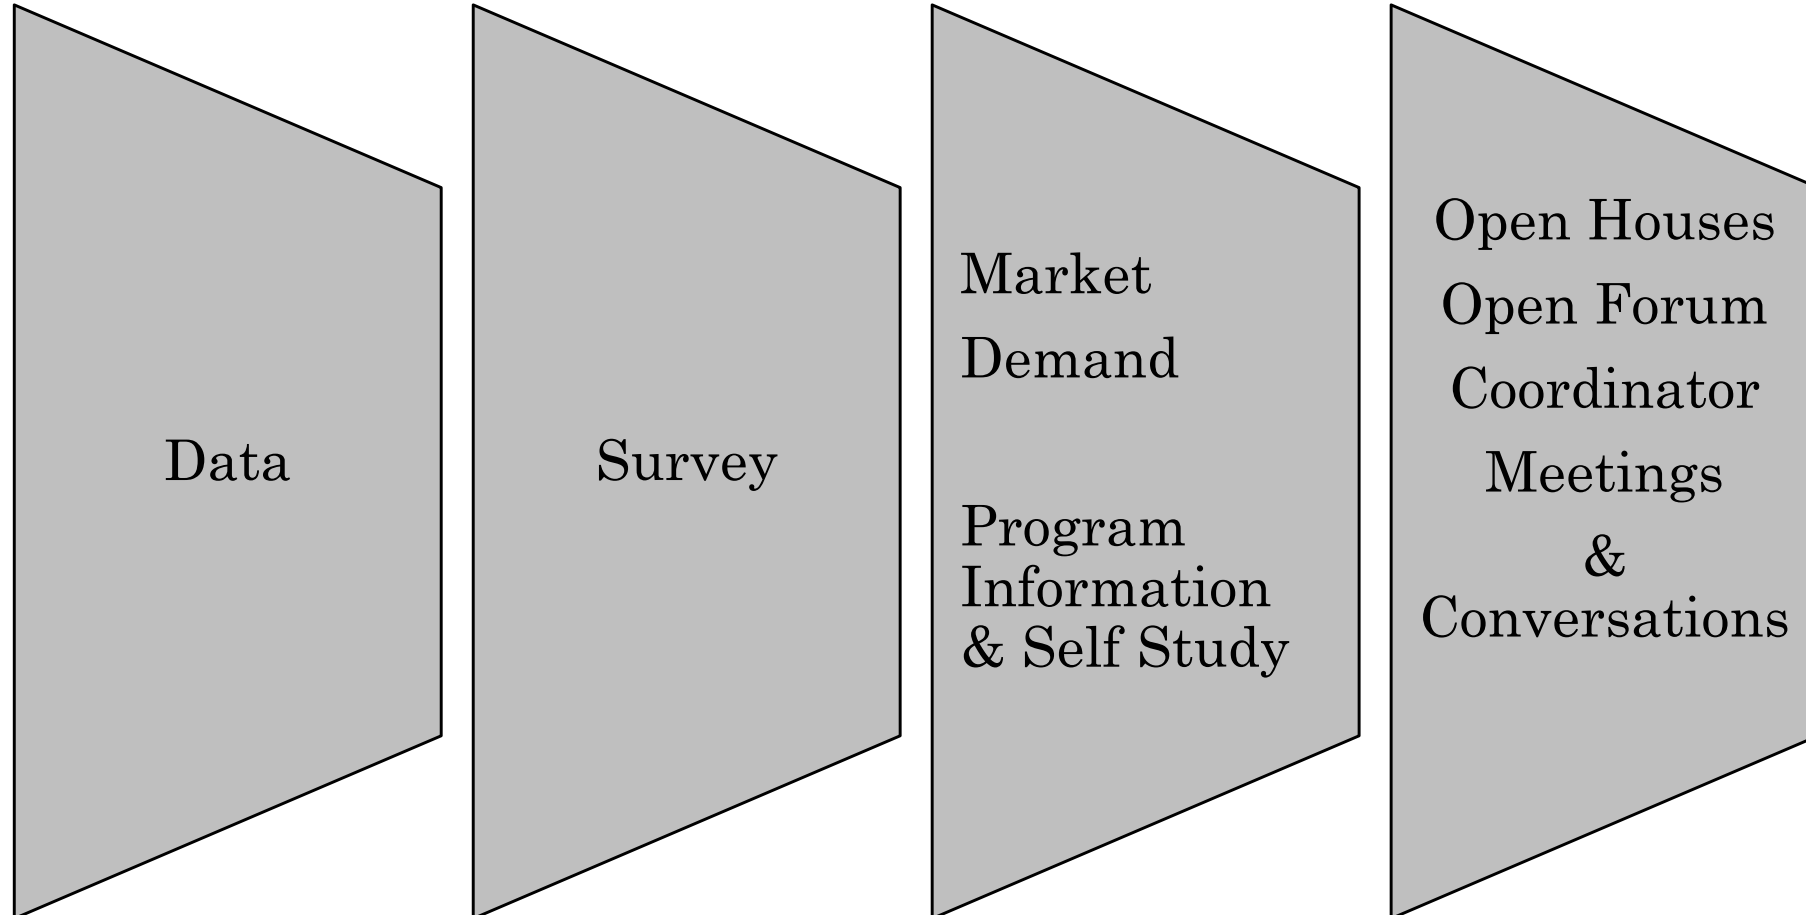 Data
Survey
Market
Demand
Program
Information
& Self Study
Open Houses
Open Forum
Coordinator
Meetings
&
Conversations